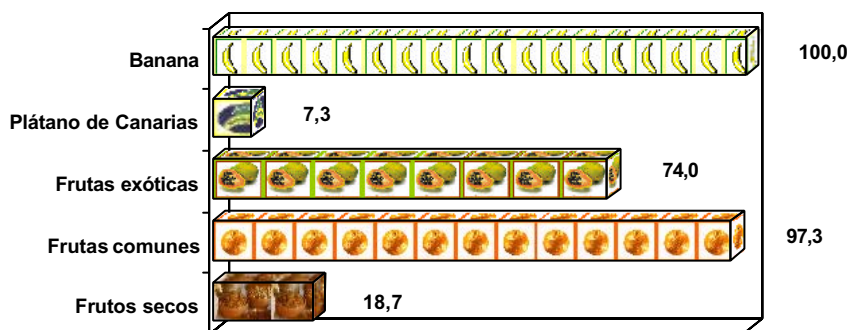 Banana 100,0
Plátano de Canarias 7,3
Frutas exóticas 74,0
Frutas comunes 97,3
Frutos secos 18,7